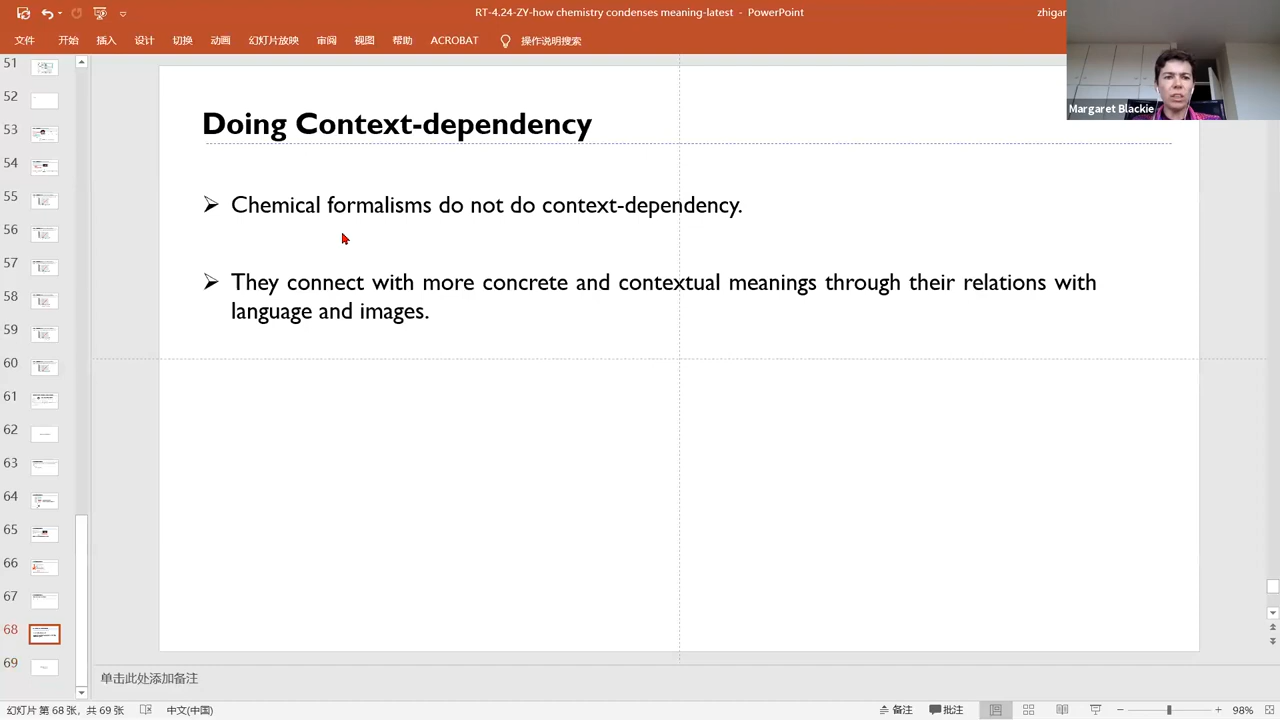 RT-4.24-ZY-how chemistry condenses meaning-latest - PowerPoint
zhigar
文件 开始 插入 设计 切换 动画 幻灯片放映 审阅 视图 帮助 ACROBAT 操作说明搜索
Margaret Blackie
51
52
53
54
55
56
57
58
59
60
61
62
63
64
65
66
67
68
69
Doing Context-dependency
Chemical formalisms do not do context-dependency.
They connect with more concrete and contextual meanings through their relations with
language and images.
单击此处添加备注
幻灯片 第 68 张，共 69 张 中文(中国) 备注 批注 98%